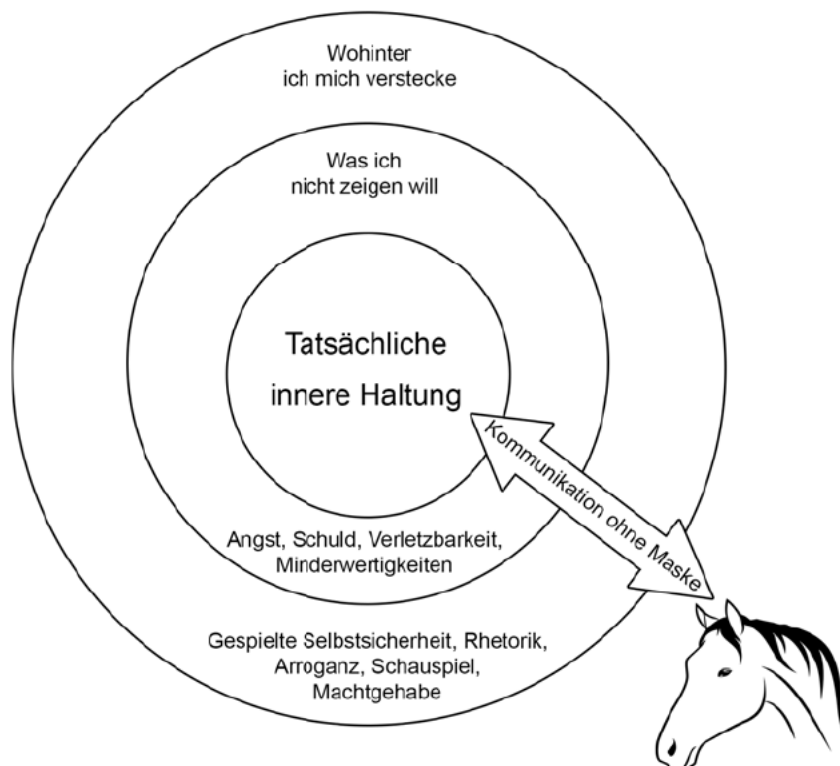 Wohinter
ich mich verstecke
Was ich
nicht zeigen will
Tatsächliche
innere Haltung
Kommunikation ohne Maske
Angst, Schuld, Verletzbarkeit,
Minderwertigkeiten
Gespielte Selbstsicherheit, Rhetorik,
Arroganz, Schauspiel,
Machtgehabe